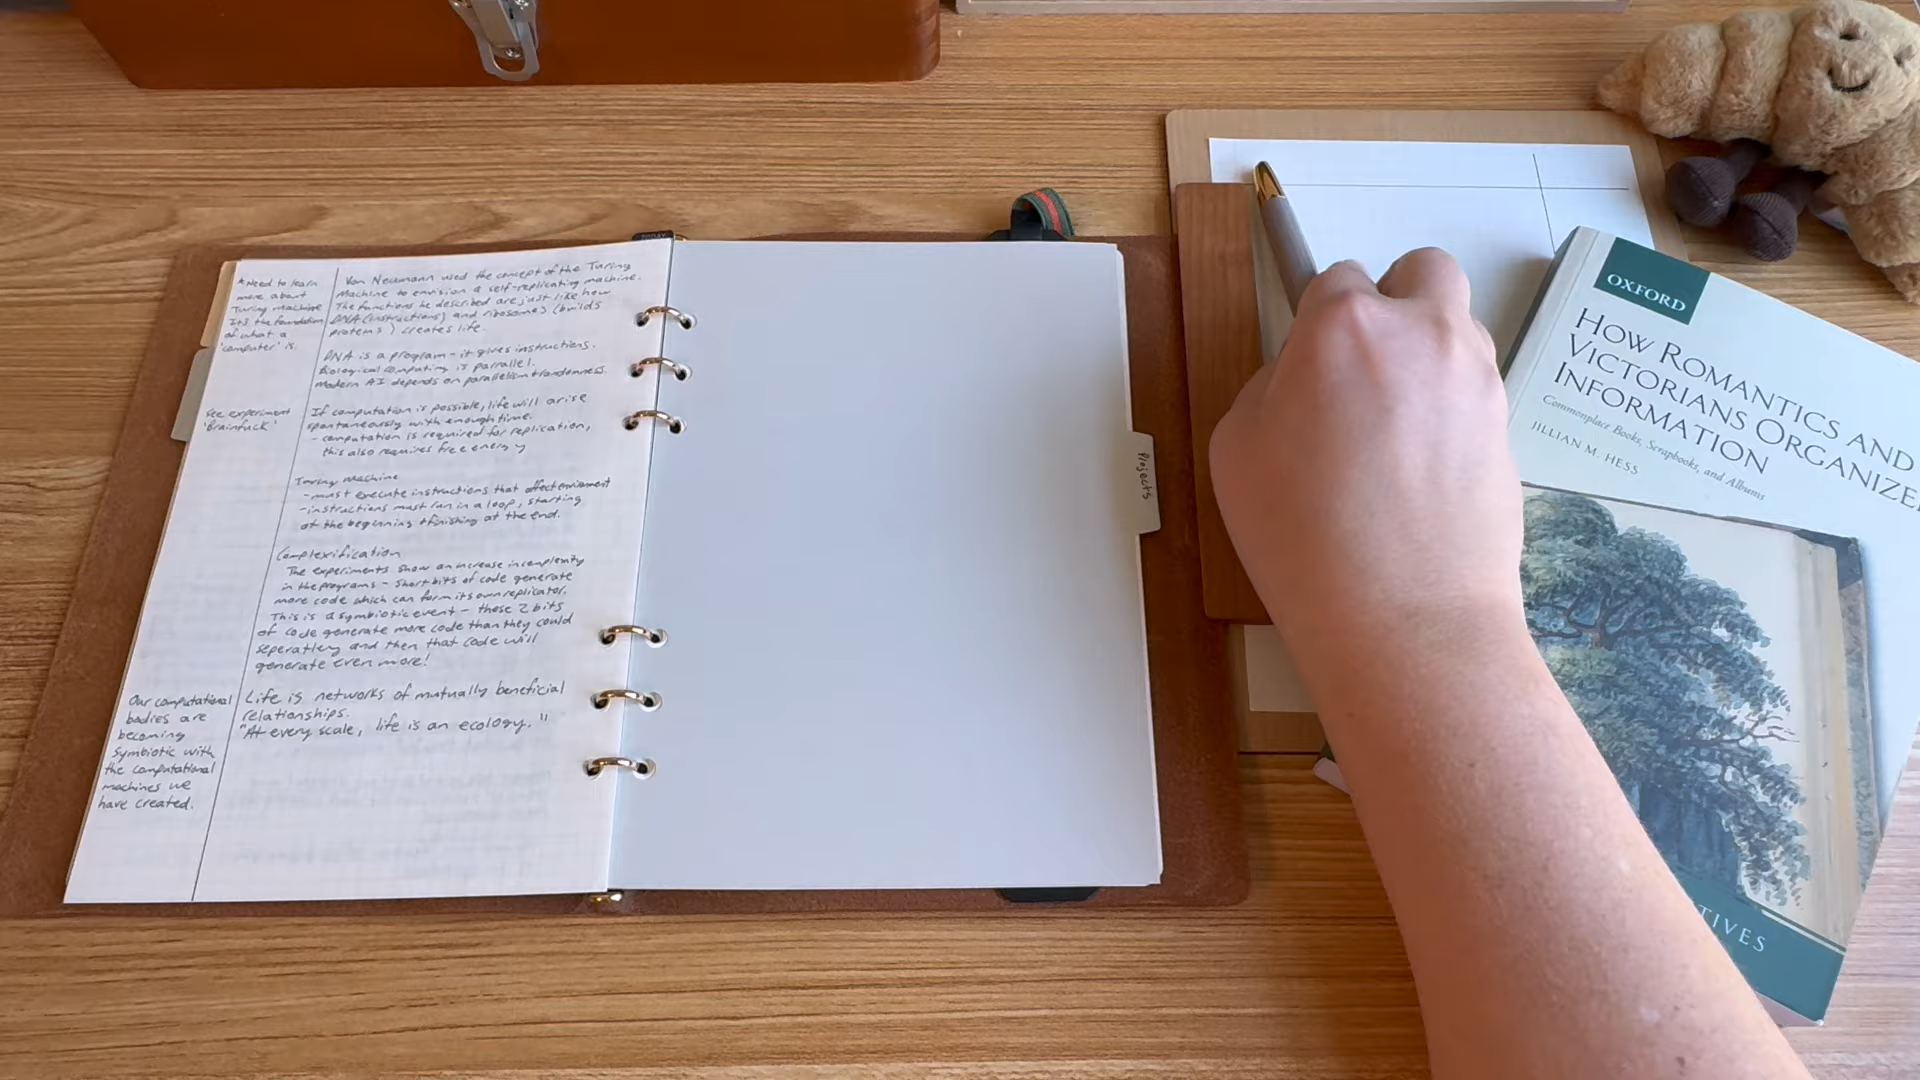 TODAY
*Need to learn
more about
Turing machine
It's the foundation
of what a
'computer' is.
Von Neumann used the concept of the Turing
Machine to envision a self-replicating machine.
The functions he described are just like how
DNA (instructions) and ribosomes (builds
proteins) creates life.
DNA is a program - it gives instructions.
Biological computing is parrallel.
Modern AI depends on parallelism + randomness.
See experiment
'Brainfuck'
If computation is possible, life will arise
spontaneously with enough time.
- computation is required for replication,
this also requires free energy
Turing Machine
- must execute instructions that affect enviroment
- instructions must run in a loop, starting
at the beginning + finishing at the end.
Complexification
The experiments show an increase in complexity
in the programs - short bits of code generate
more code which can form its own replicator.
This is a symbiotic event - those 2 bits
of code generate more code than they could
seperatley and then that code will
generate even more!
Our computational
bodies are
becoming
symbiotic with
the computational
machines we
have created.
Life is networks of mutually beneficial
relationships.
"At every scale, life is an ecology."
Projects
OXFORD
HOW ROMANTICS AND
VICTORIANS ORGANIZE
INFORMATION
Commonplace Books, Scrapbooks, and Albums
JILLIAN M. HESS
TIVES